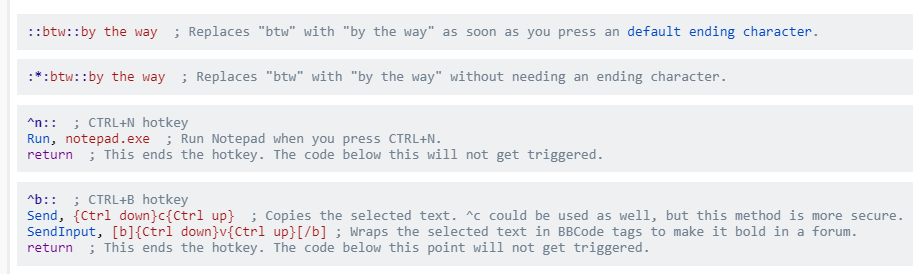 ::btw::by the way  ; Replaces "btw" with "by the way" as soon as you press an default ending character.
:*:btw::by the way  ; Replaces "btw" with "by the way" without needing an ending character.
^n::  ; CTRL+N hotkey
Run, notepad.exe  ; Run Notepad when you press CTRL+N.
return  ; This ends the hotkey. The code below this will not get triggered.
^b::  ; CTRL+B hotkey
Send, {Ctrl down}c{Ctrl up}  ; Copies the selected text. ^c could be used as well, but this method is more secure.
SendInput, [b]{Ctrl down}v{Ctrl up}[/b] ; Wraps the selected text in BBCode tags to make it bold in a forum.
return  ; This ends the hotkey. The code below this point will not get triggered.